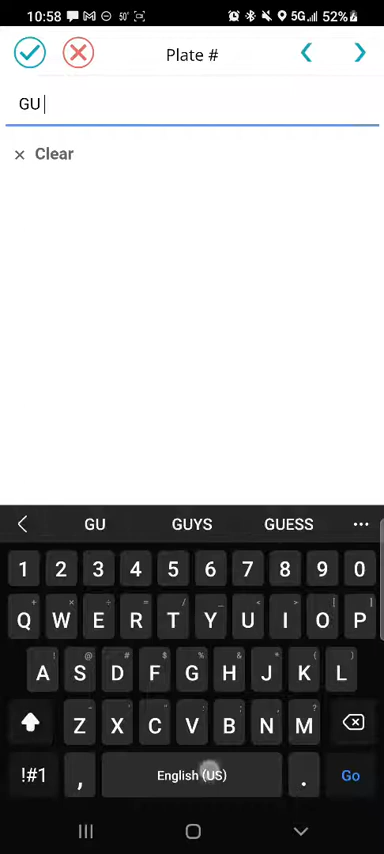 10:58 50° 5G 52%
Plate #
GU
× Clear
GU GUYS GUESS ...
1 2 3 4 5 6 7 8 9 0
+ × ÷ = / _ < > [ ]
Q W E R T Y U I O P
! @ # $ % ^ & * ( )
A S D F G H J K L
- ' " : ; , ?
Z X C V B N M
!#1 , English (US) . Go